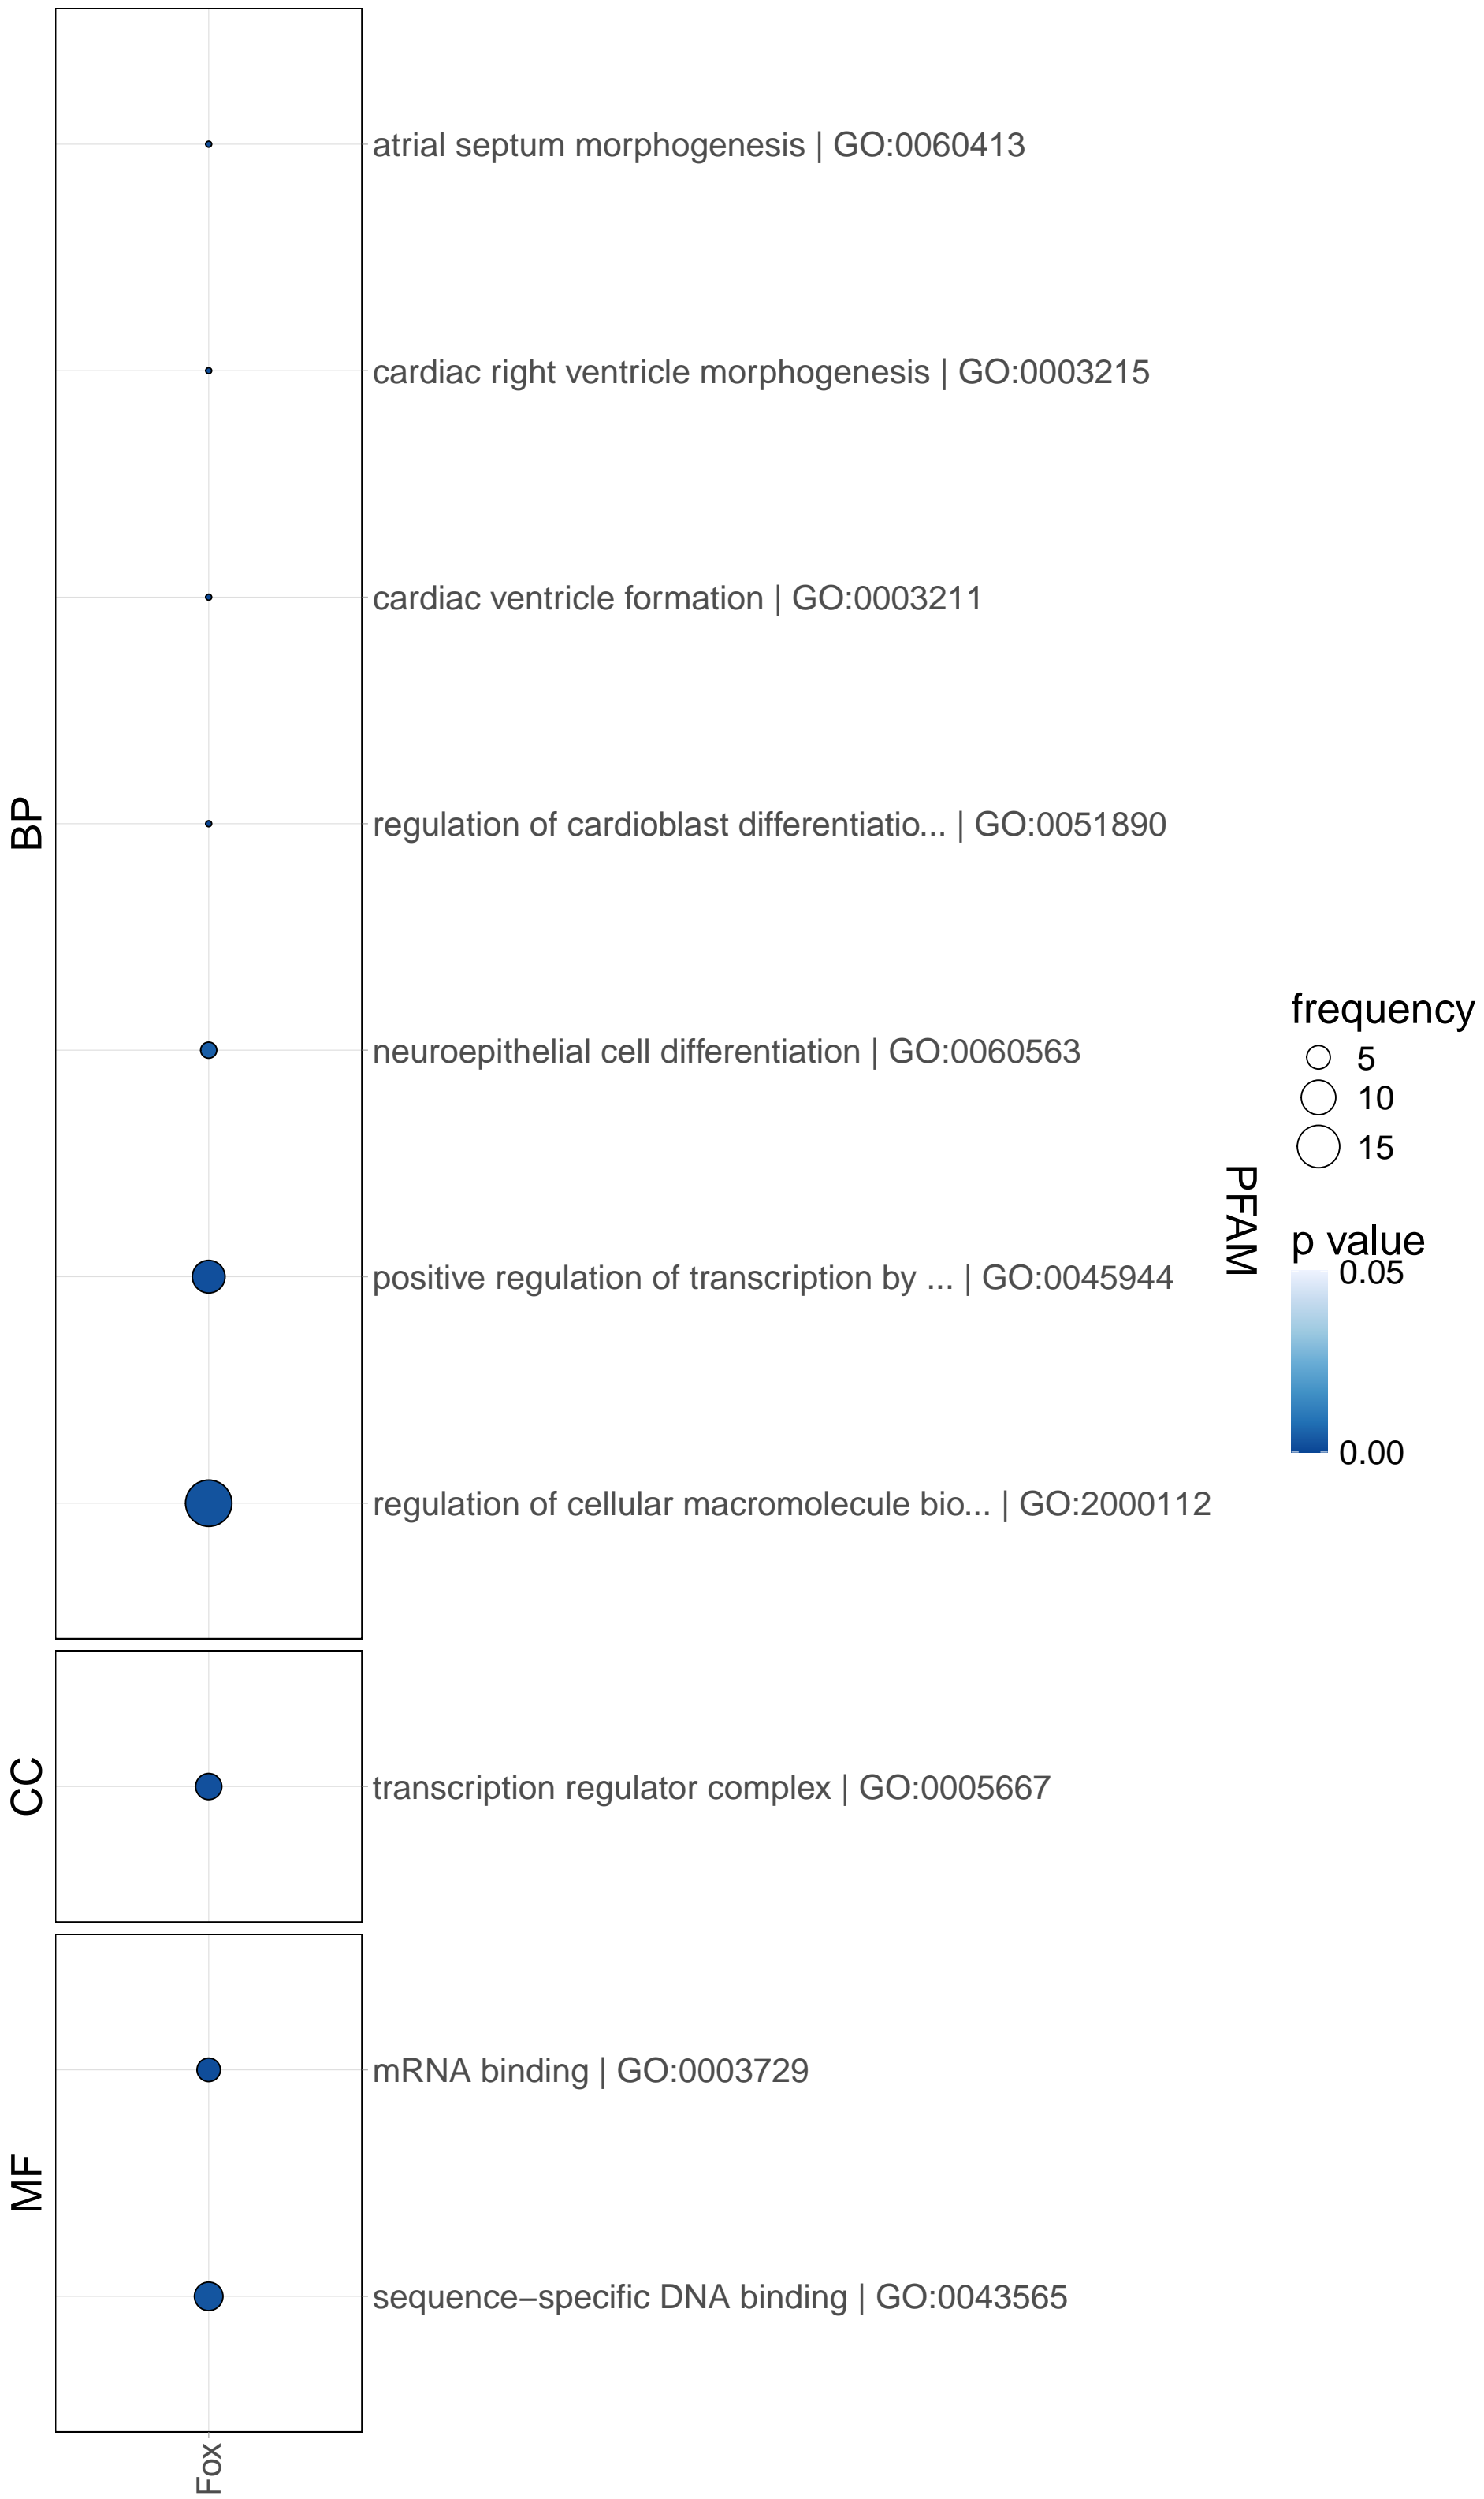 BP
atrial septum morphogenesis | GO:0060413
cardiac right ventricle morphogenesis | GO:0003215
cardiac ventricle formation | GO:0003211
regulation of cardioblast differentiatio... | GO:0051890
neuroepithelial cell differentiation | GO:0060563
positive regulation of transcription by ... | GO:0045944
regulation of cellular macromolecule bio... | GO:2000112
CC
transcription regulator complex | GO:0005667
MF
mRNA binding | GO:0003729
sequence−specific DNA binding | GO:0043565
Fox
PFAM
frequency
5
10
15
p value
0.05
0.00